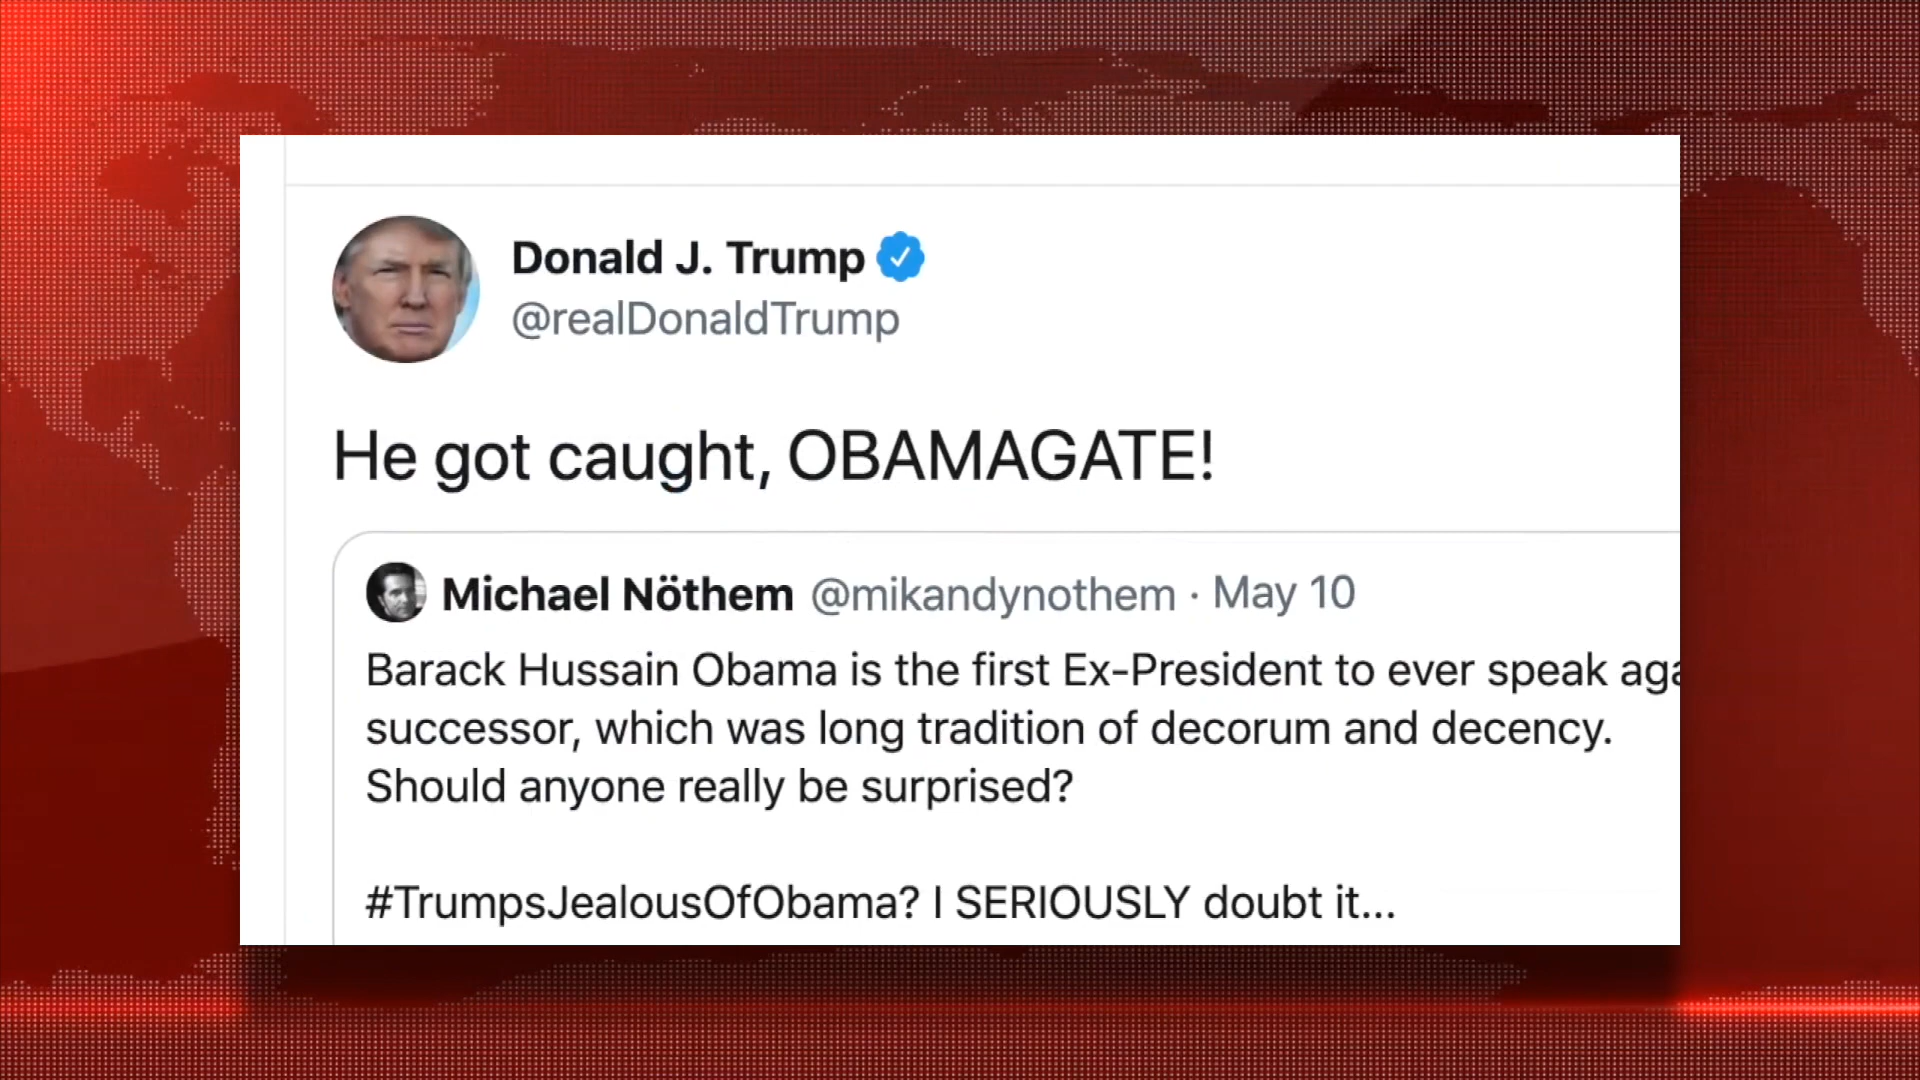 Donald J. Trump
@realDonaldTrump
He got caught, OBAMAGATE!
Michael Nöthem @mikandynothem · May 10
Barack Hussain Obama is the first Ex-President to ever speak aga
successor, which was long tradition of decorum and decency.
Should anyone really be surprised?
#TrumpsJealousOfObama? I SERIOUSLY doubt it...